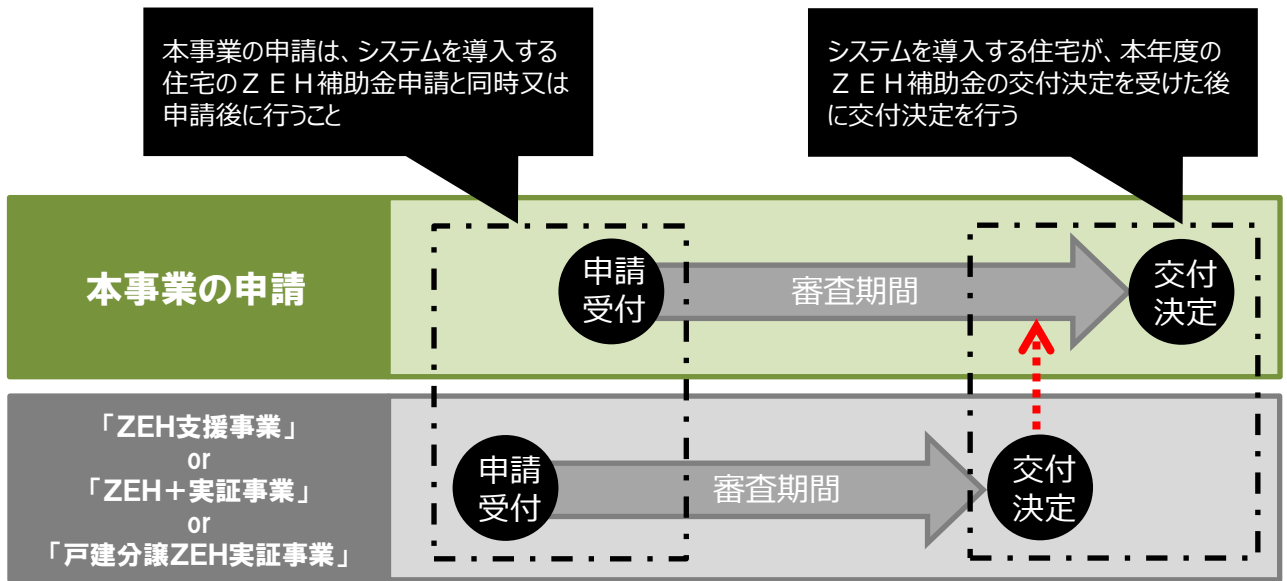 本事業の申請は、システムを導入する
住宅のＺＥＨ補助金申請と同時又は
申請後に行うこと
システムを導入する住宅が、本年度の
ＺＥＨ補助金の交付決定を受けた後
に交付決定を行う
本事業の申請
申請
受付
審査期間
交付
決定
「ZEH支援事業」
or
「ZEH＋実証事業」
or
「戸建分譲ZEH実証事業」
申請
受付
審査期間
交付
決定